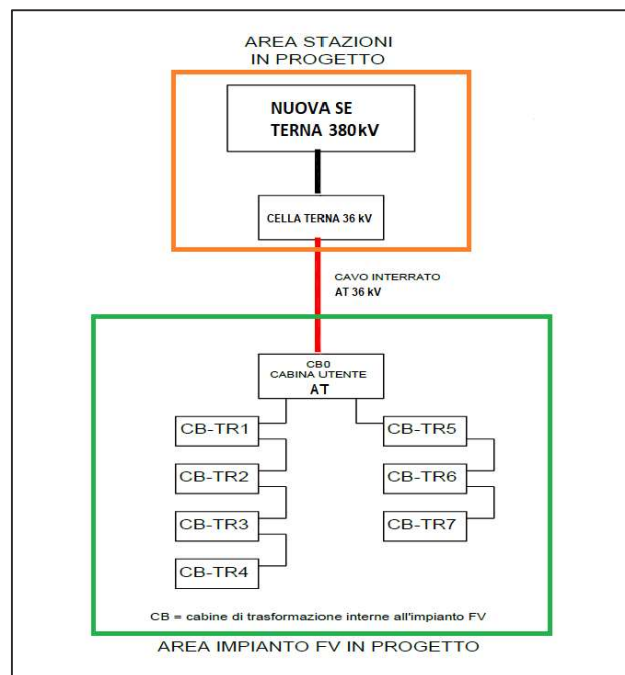 AREA STAZIONI
IN PROGETTO
NUOVA SE
TERNA 380kV
CELLA TERNA 36 kV
CAVO INTERRATO
AT 36 kV
CB0
CABINA UTENTE
AT
CB-TR1
CB-TR5
CB-TR2
CB-TR6
CB-TR3
CB-TR7
CB-TR4
CB = cabine di trasformazione interne all'impianto FV
AREA IMPIANTO FV IN PROGETTO